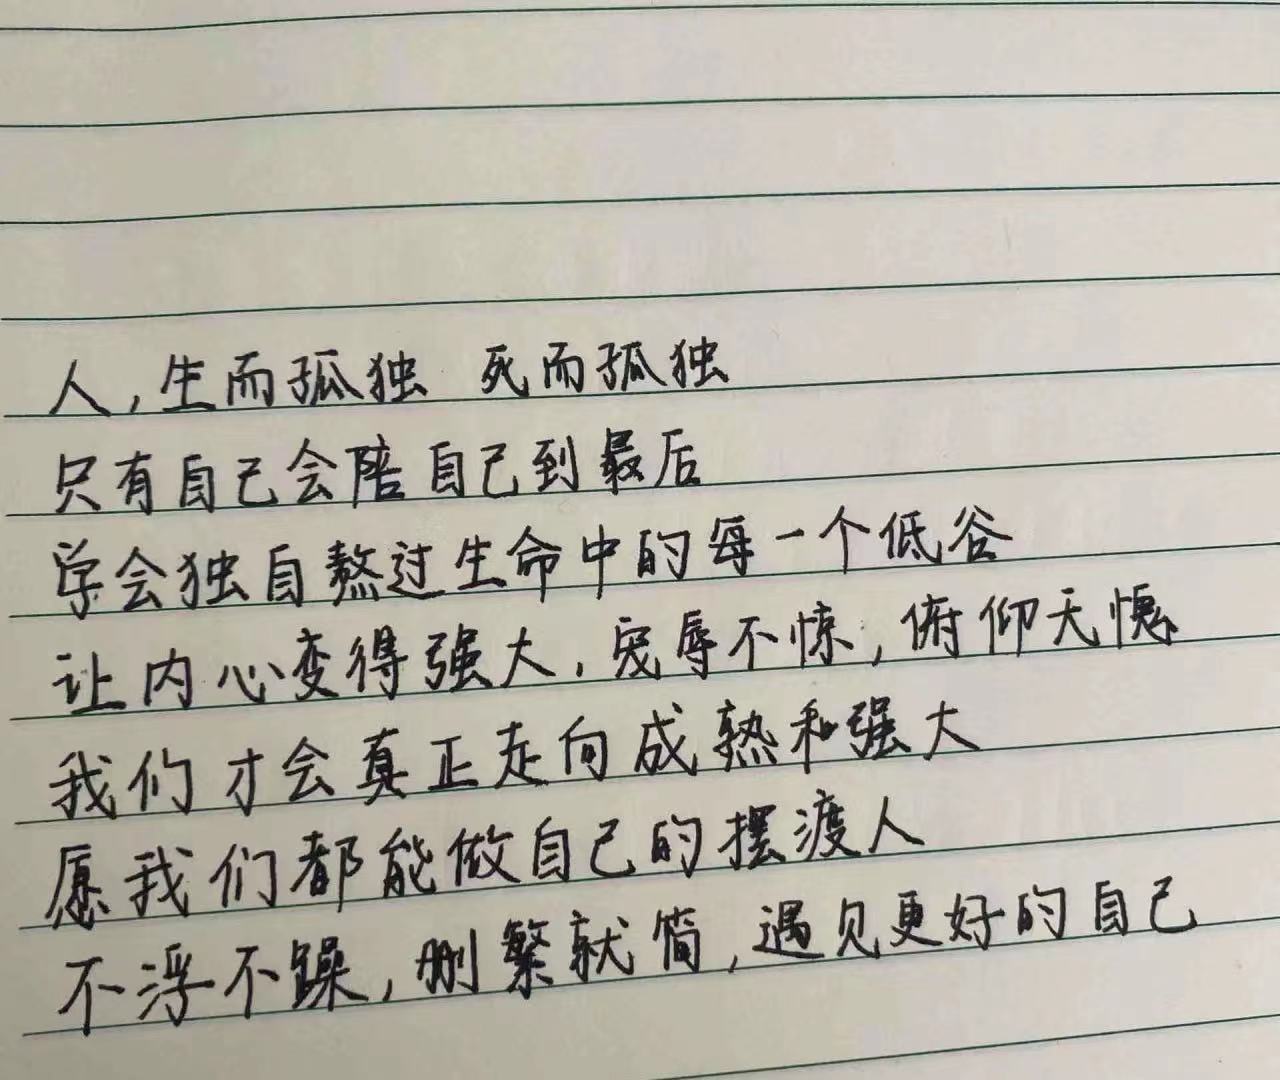 人，生而孤独 死而孤独
只有自己会陪自己到最后
学会独自熬过生命中的每一个低谷
让内心变得强大，宠辱不惊，俯仰无愧
我们才会真正走向成熟和强大
愿我们都能做自己的摆渡人
不浮不躁，删繁就简，遇见更好的自己